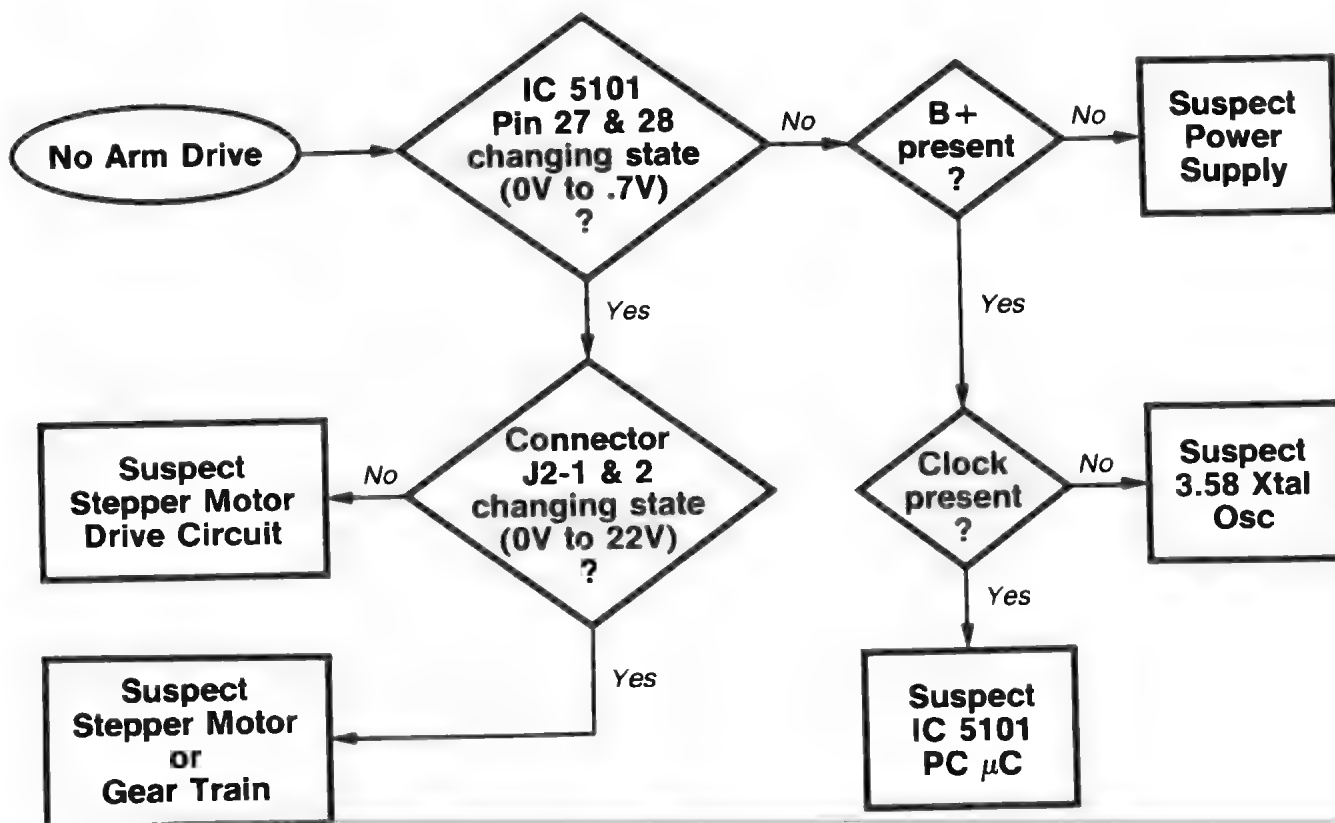 No Arm Drive
IC 5101
Pin 27 & 28
changing state
(0V to .7V)
?
No
B+
present
?
No
Suspect
Power
Supply
Yes
Yes
Connector
J2-1 & 2
changing state
(0V to 22V)
?
No
Suspect
Stepper Motor
Drive Circuit
Clock
present
?
No
Suspect
3.58 Xtal
Osc
Yes
Suspect
Stepper Motor
or
Gear Train
Yes
Suspect
IC 5101
PC μC